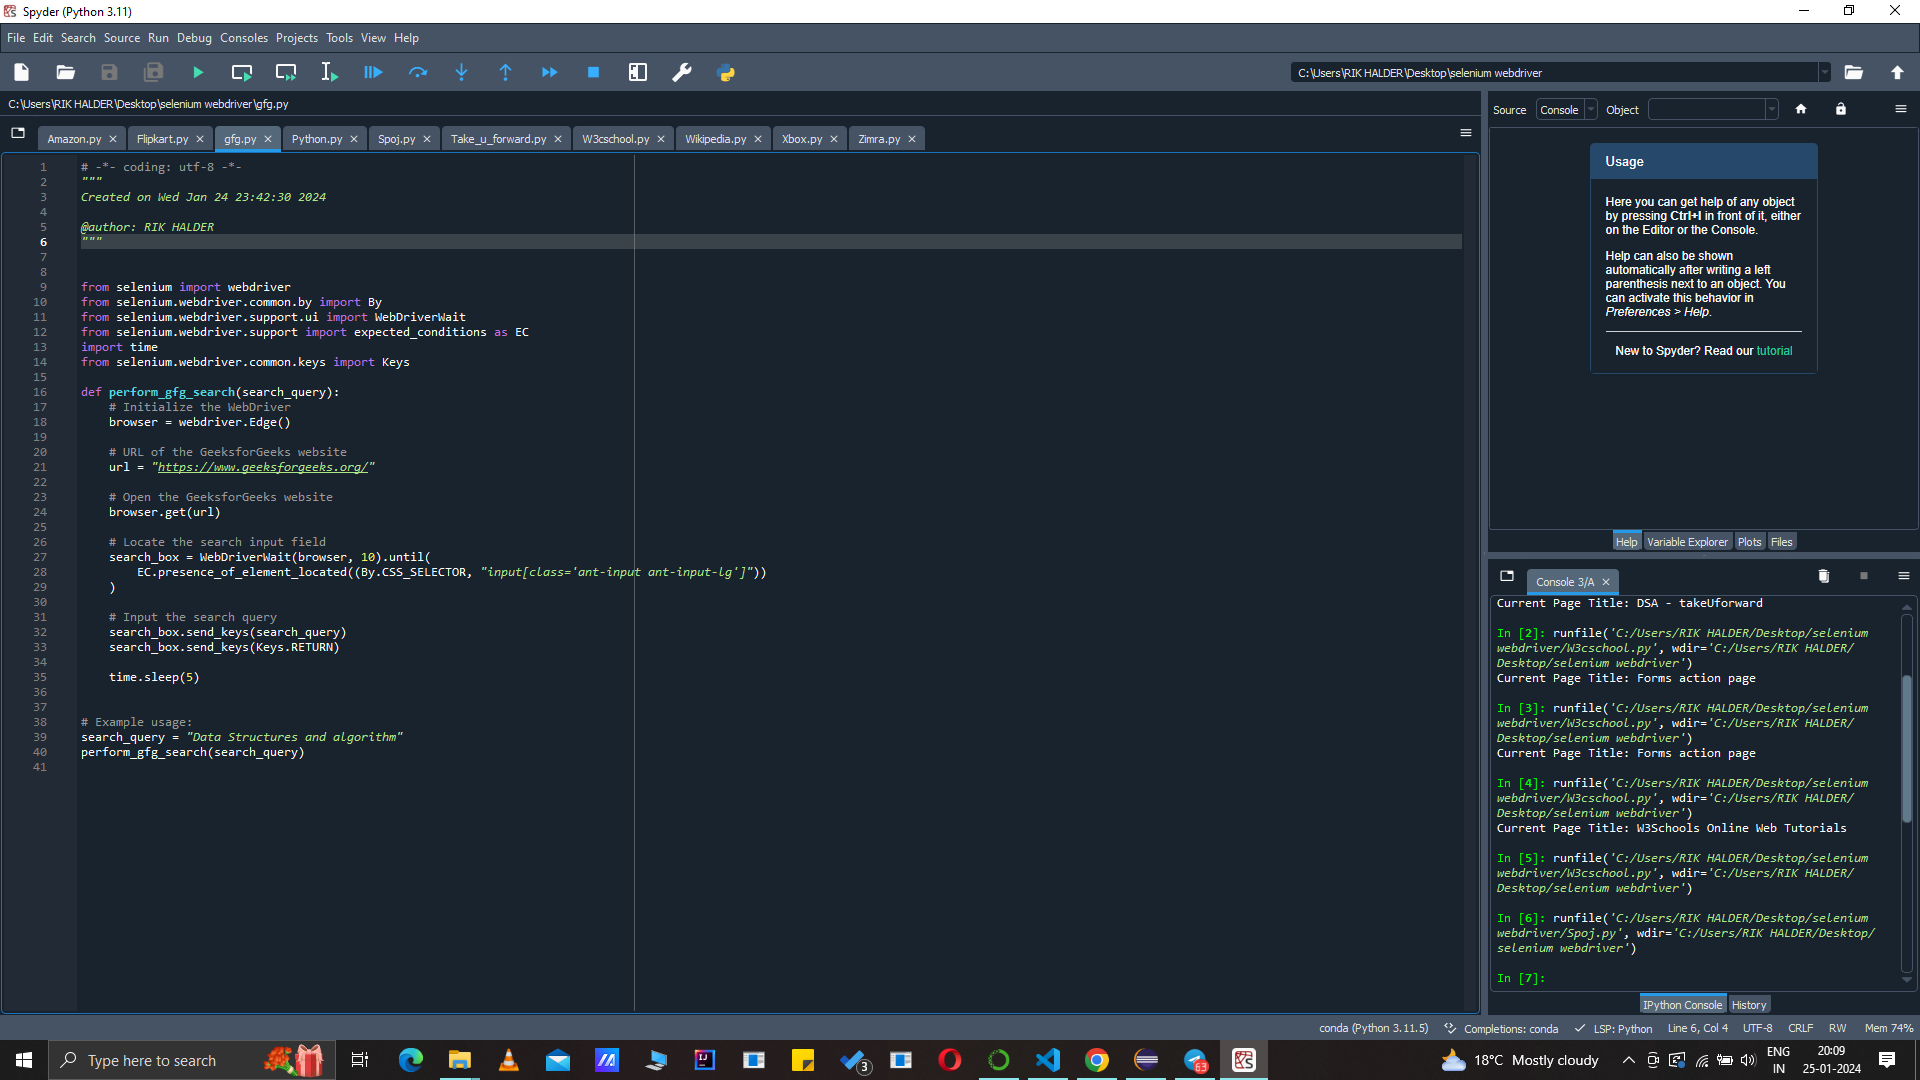 Spyder (Python 3.11)
File Edit Search Source Run Debug Consoles Projects Tools View Help
C:\Users\RIK HALDER\Desktop\selenium webdriver
C:\Users\RIK HALDER\Desktop\selenium webdriver\gfg.py
Amazon.py Flipkart.py gfg.py Python.py Spoj.py Take_u_forward.py W3cschool.py Wikipedia.py Xbox.py Zimra.py
1 # -*- coding: utf-8 -*-
2 """
3 Created on Wed Jan 24 23:42:30 2024
4
5 @author: RIK HALDER
6 """
7
8
9 from selenium import webdriver
10 from selenium.webdriver.common.by import By
11 from selenium.webdriver.support.ui import WebDriverWait
12 from selenium.webdriver.support import expected_conditions as EC
13 import time
14 from selenium.webdriver.common.keys import Keys
15
16 def perform_gfg_search(search_query):
17     # Initialize the WebDriver
18     browser = webdriver.Edge()
19
20     # URL of the GeeksforGeeks website
21     url = "https://www.geeksforgeeks.org/"
22
23     # Open the GeeksforGeeks website
24     browser.get(url)
25
26     # Locate the search input field
27     search_box = WebDriverWait(browser, 10).until(
28         EC.presence_of_element_located((By.CSS_SELECTOR, "input[class='ant-input ant-input-lg']"))
29     )
30
31     # Input the search query
32     search_box.send_keys(search_query)
33     search_box.send_keys(Keys.RETURN)
34
35     time.sleep(5)
36
37
38 # Example usage:
39 search_query = "Data Structures and algorithm"
40 perform_gfg_search(search_query)
41
Source Console Object
Usage
Here you can get help of any object
by pressing Ctrl+I in front of it, either
on the Editor or the Console.
Help can also be shown
automatically after writing a left
parenthesis next to an object. You
can activate this behavior in
Preferences > Help.
New to Spyder? Read our tutorial
Help Variable Explorer Plots Files
Console 3/A
Current Page Title: DSA - takeUforward
In [2]: runfile('C:/Users/RIK HALDER/Desktop/selenium
webdriver/W3cschool.py', wdir='C:/Users/RIK HALDER/
Desktop/selenium webdriver')
Current Page Title: Forms action page
In [3]: runfile('C:/Users/RIK HALDER/Desktop/selenium
webdriver/W3cschool.py', wdir='C:/Users/RIK HALDER/
Desktop/selenium webdriver')
Current Page Title: Forms action page
In [4]: runfile('C:/Users/RIK HALDER/Desktop/selenium
webdriver/W3cschool.py', wdir='C:/Users/RIK HALDER/
Desktop/selenium webdriver')
Current Page Title: W3Schools Online Web Tutorials
In [5]: runfile('C:/Users/RIK HALDER/Desktop/selenium
webdriver/W3cschool.py', wdir='C:/Users/RIK HALDER/
Desktop/selenium webdriver')
In [6]: runfile('C:/Users/RIK HALDER/Desktop/selenium
webdriver/Spoj.py', wdir='C:/Users/RIK HALDER/Desktop/
selenium webdriver')
In [7]:
IPython Console History
conda (Python 3.11.5) Completions: conda LSP: Python Line 6, Col 4 UTF-8 CRLF RW Mem 74%
Type here to search 3 63 18°C Mostly cloudy ENG IN 20:09 25-01-2024